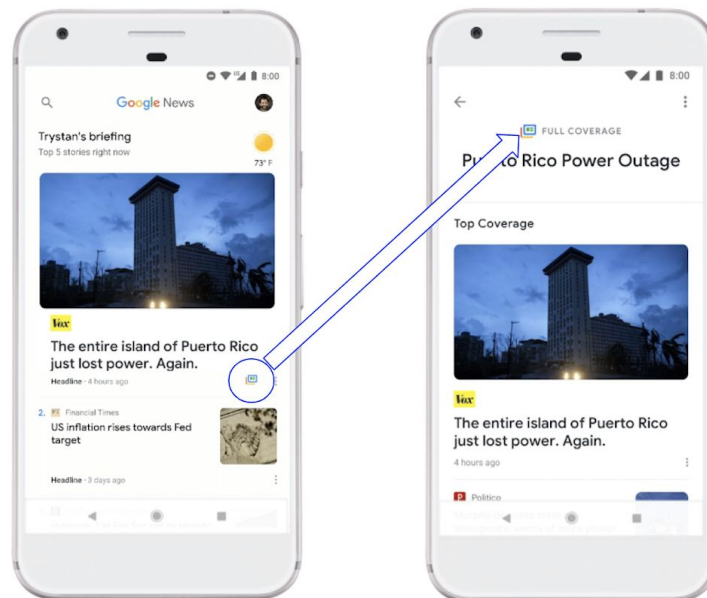 8:00
Google News
Trystan's briefing
Top 5 stories right now
73° F
Vox
The entire island of Puerto Rico
just lost power. Again.
Headline · 4 hours ago
2. Financial Times
US inflation rises towards Fed
target
Headline · 3 days ago
8:00
FULL COVERAGE
Puerto Rico Power Outage
Top Coverage
Vox
The entire island of Puerto Rico
just lost power. Again.
4 hours ago
P Politico